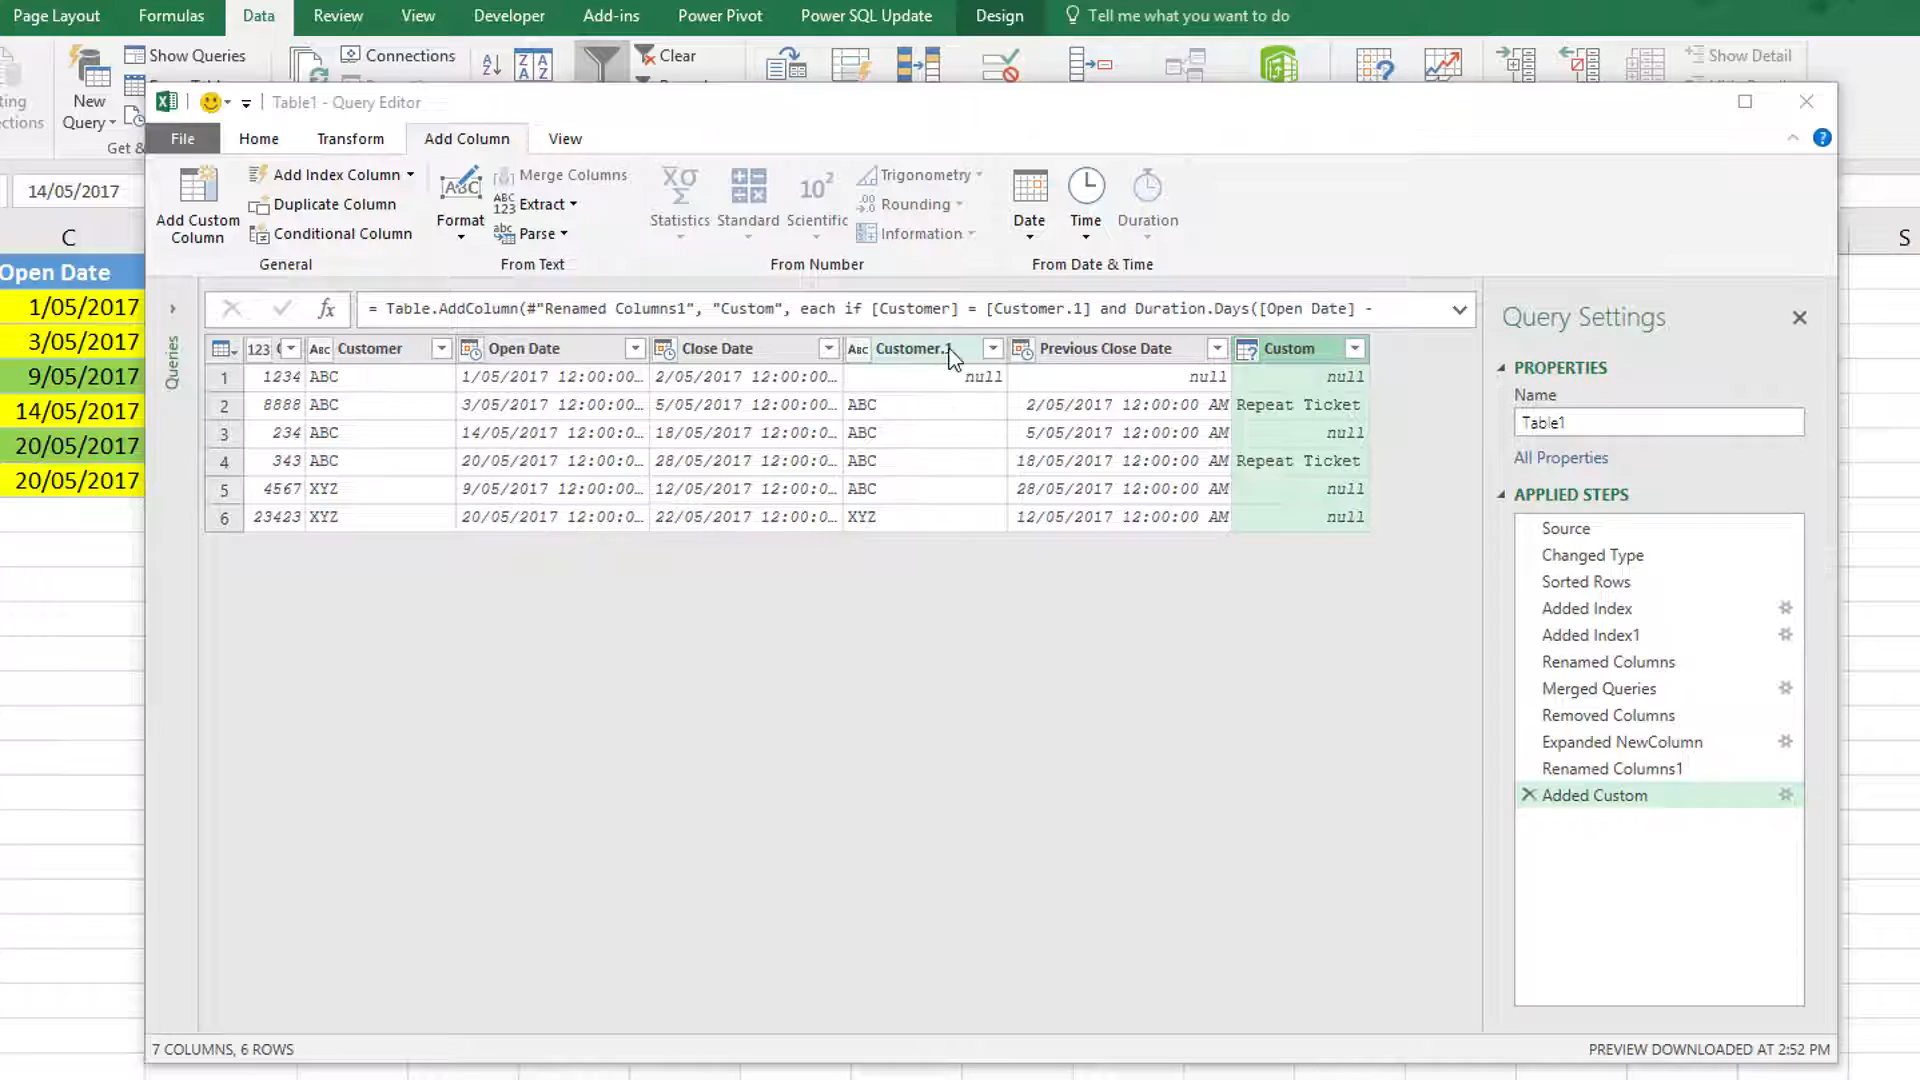 Page Layout Formulas Data Review View Developer Add-ins Power Pivot Power SQL Update Design Tell me what you want to do
Show Queries Connections Clear Show Detail
New
Query
Get &
Table1 - Query Editor
14/05/2017
File Home Transform Add Column View
Add Custom
Column
Add Index Column
Duplicate Column
Conditional Column
General
Format
Merge Columns
Extract
Parse
From Text
Statistics Standard Scientific
Trigonometry
Rounding
Information
From Number
Date Time Duration
From Date & Time
C
Open Date
1/05/2017
3/05/2017
9/05/2017
14/05/2017
20/05/2017
20/05/2017
S
Queries
fx = Table.AddColumn(#"Renamed Columns1", "Custom", each if [Customer] = [Customer.1] and Duration.Days([Open Date] -
Customer Open Date Close Date Customer.1 Previous Close Date Custom
1 1234 ABC 1/05/2017 12:00:00... 2/05/2017 12:00:00... null null null
2 8888 ABC 3/05/2017 12:00:00... 5/05/2017 12:00:00... ABC 2/05/2017 12:00:00 AM Repeat Ticket
3 234 ABC 14/05/2017 12:00:0... 18/05/2017 12:00:0... ABC 5/05/2017 12:00:00 AM null
4 343 ABC 20/05/2017 12:00:0... 28/05/2017 12:00:0... ABC 18/05/2017 12:00:00 AM Repeat Ticket
5 4567 XYZ 9/05/2017 12:00:00... 12/05/2017 12:00:0... ABC 28/05/2017 12:00:00 AM null
6 23423 XYZ 20/05/2017 12:00:0... 22/05/2017 12:00:0... XYZ 12/05/2017 12:00:00 AM null
Query Settings
PROPERTIES
Name
Table1
All Properties
APPLIED STEPS
Source
Changed Type
Sorted Rows
Added Index
Added Index1
Renamed Columns
Merged Queries
Removed Columns
Expanded NewColumn
Renamed Columns1
Added Custom
7 COLUMNS, 6 ROWS
PREVIEW DOWNLOADED AT 2:52 PM